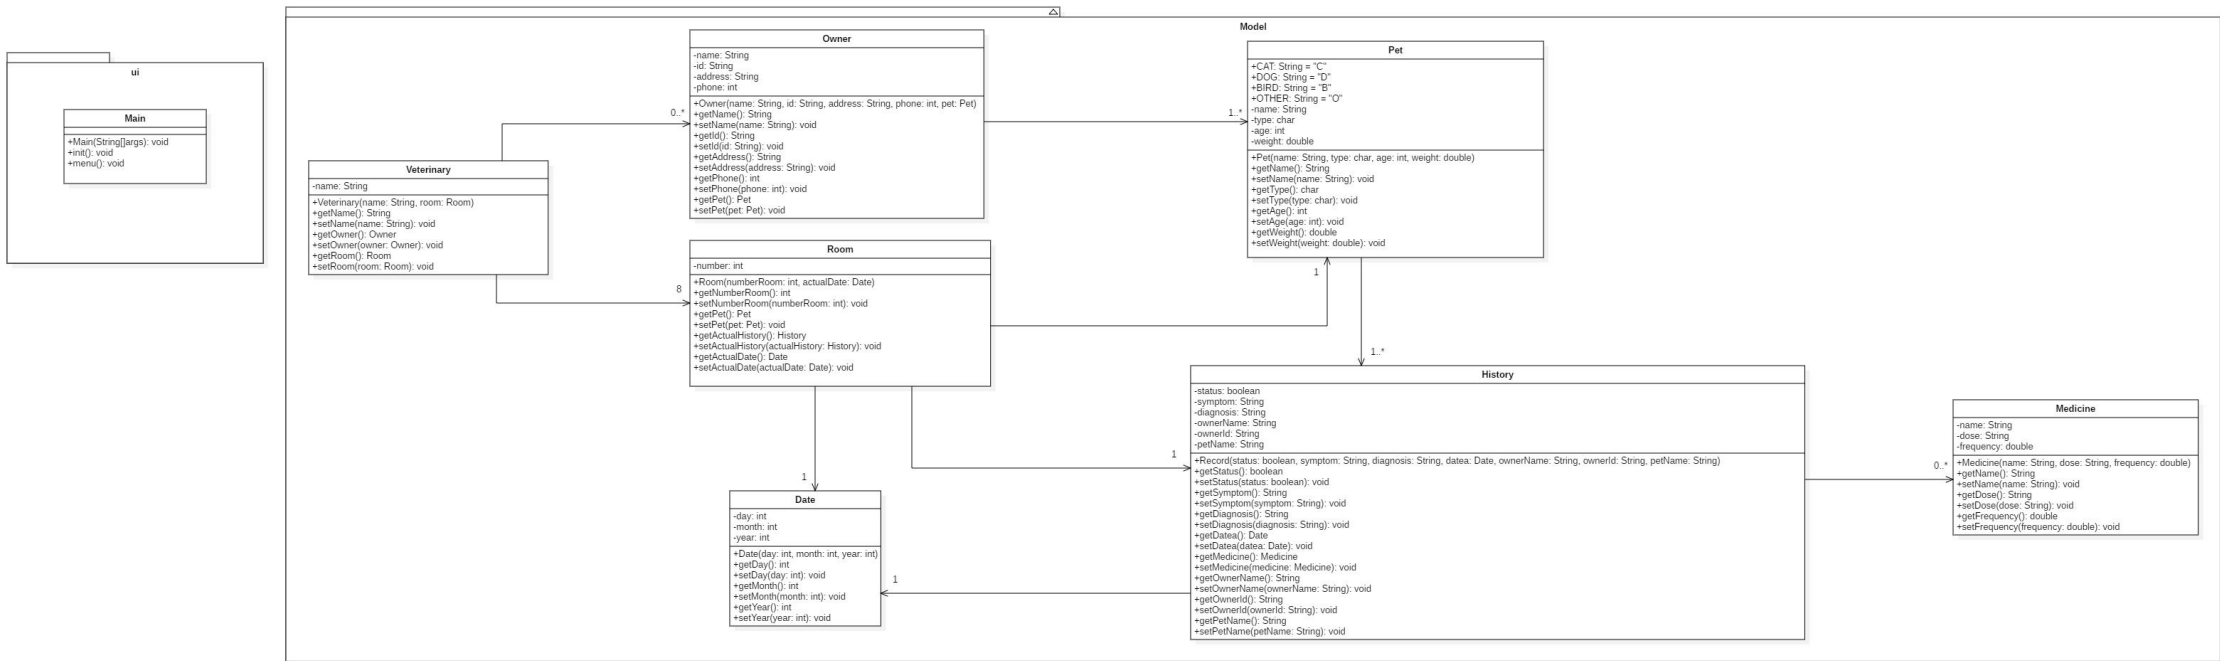 ui
Main
+Main(String[]args): void
+init(): void
+menu(): void
Model
Veterinary
-name: String
+Veterinary(name: String, room: Room)
+getName(): String
+setName(name: String): void
+getOwner(): Owner
+setOwner(owner: Owner): void
+getRoom(): Room
+setRoom(room: Room): void
0..*
8
Owner
-name: String
-id: String
-address: String
-phone: int
+Owner(name: String, id: String, address: String, phone: int, pet: Pet)
+getName(): String
+setName(name: String): void
+getId(): String
+setId(id: String): void
+getAddress(): String
+setAddress(address: String): void
+getPhone(): int
+setPhone(phone: int): void
+getPet(): Pet
+setPet(pet: Pet): void
1..*
Room
-number: int
+Room(numberRoom: int, actualDate: Date)
+getNumberRoom(): int
+setNumberRoom(numberRoom: int): void
+getPet(): Pet
+setPet(pet: Pet): void
+getActualHistory(): History
+setActualHistory(actualHistory: History): void
+getActualDate(): Date
+setActualDate(actualDate: Date): void
1
1
1
Date
-day: int
-month: int
-year: int
+Date(day: int, month: int, year: int)
+getDay(): int
+setDay(day: int): void
+getMonth(): int
+setMonth(month: int): void
+getYear(): int
+setYear(year: int): void
1
Pet
+CAT: String = "C"
+DOG: String = "D"
+BIRD: String = "B"
+OTHER: String = "O"
-name: String
-type: char
-age: int
-weight: double
+Pet(name: String, type: char, age: int, weight: double)
+getName(): String
+setName(name: String): void
+getType(): char
+setType(type: char): void
+getAge(): int
+setAge(age: int): void
+getWeight(): double
+setWeight(weight: double): void
1..*
History
-status: boolean
-symptom: String
-diagnosis: String
-ownerName: String
-ownerId: String
-petName: String
+Record(status: boolean, symptom: String, diagnosis: String, datea: Date, ownerName: String, ownerId: String, petName: String)
+getStatus(): boolean
+setStatus(status: boolean): void
+getSymptom(): String
+setSymptom(symptom: String): void
+getDiagnosis(): String
+setDiagnosis(diagnosis: String): void
+getDatea(): Date
+setDatea(datea: Date): void
+getMedicine(): Medicine
+setMedicine(medicine: Medicine): void
+getOwnerName(): String
+setOwnerName(ownerName: String): void
+getOwnerId(): String
+setOwnerId(ownerId: String): void
+getPetName(): String
+setPetName(petName: String): void
0..*
Medicine
-name: String
-dose: String
-frequency: double
+Medicine(name: String, dose: String, frequency: double)
+getName(): String
+setName(name: String): void
+getDose(): String
+setDose(dose: String): void
+getFrequency(): double
+setFrequency(frequency: double): void